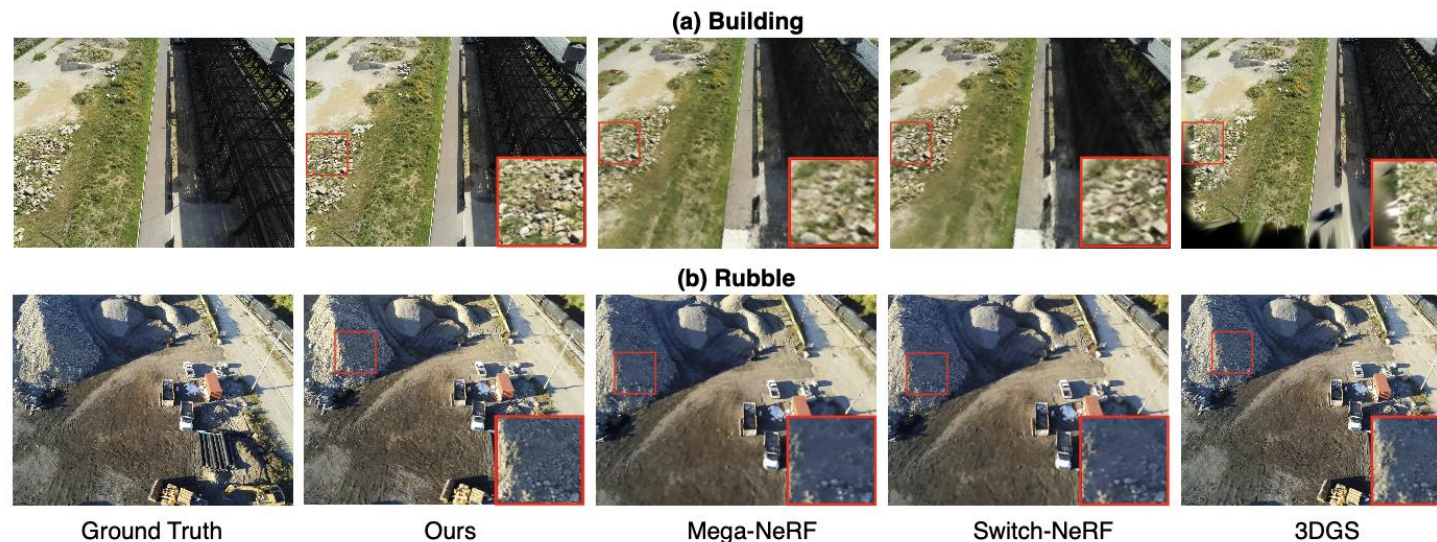 (a) Building
(b) Rubble
Ground Truth
Ours
Mega-NeRF
Switch-NeRF
3DGS